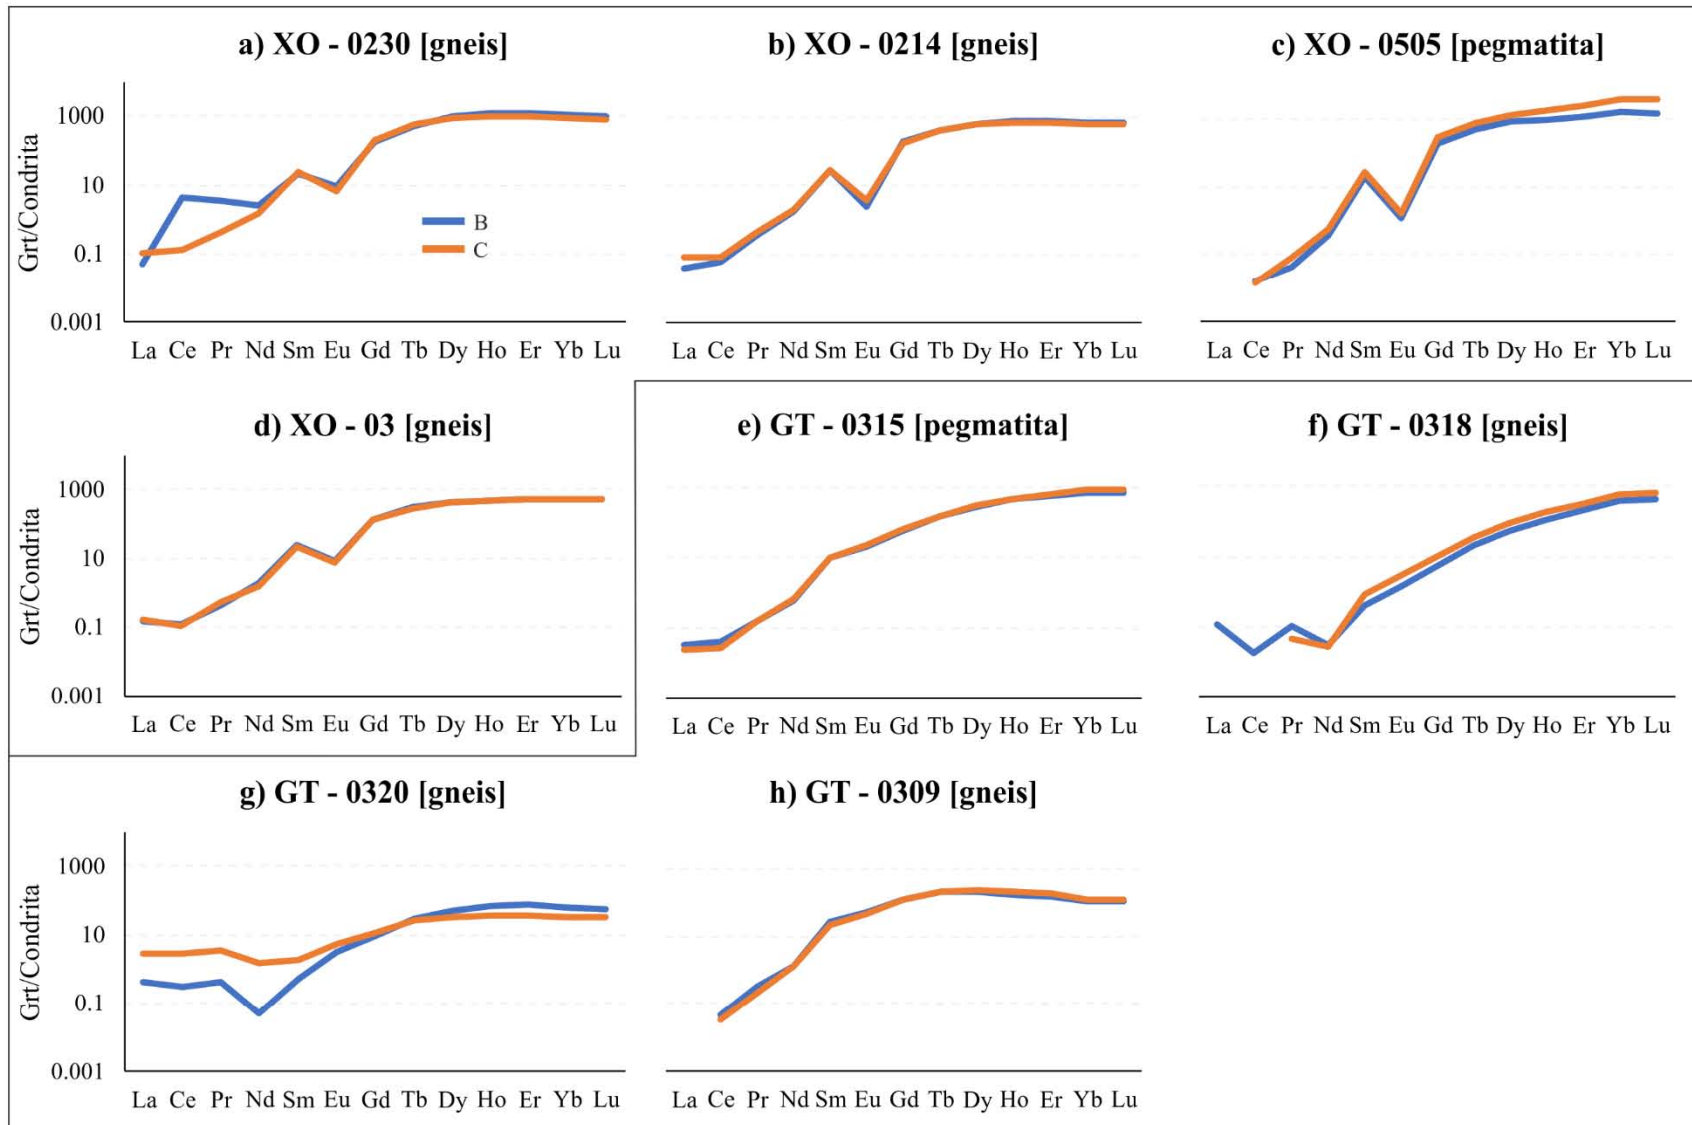 a) XO - 0230 [gneis]
b) XO - 0214 [gneis]
c) XO - 0505 [pegmatita]
Grt/Condrita
1000
10
0.1
0.001
B
C
La Ce Pr Nd Sm Eu Gd Tb Dy Ho Er Yb Lu
La Ce Pr Nd Sm Eu Gd Tb Dy Ho Er Yb Lu
La Ce Pr Nd Sm Eu Gd Tb Dy Ho Er Yb Lu
d) XO - 03 [gneis]
e) GT - 0315 [pegmatita]
f) GT - 0318 [gneis]
Grt/Condrita
1000
10
0.1
0.001
La Ce Pr Nd Sm Eu Gd Tb Dy Ho Er Yb Lu
La Ce Pr Nd Sm Eu Gd Tb Dy Ho Er Yb Lu
La Ce Pr Nd Sm Eu Gd Tb Dy Ho Er Yb Lu
g) GT - 0320 [gneis]
h) GT - 0309 [gneis]
Grt/Condrita
1000
10
0.1
0.001
La Ce Pr Nd Sm Eu Gd Tb Dy Ho Er Yb Lu
La Ce Pr Nd Sm Eu Gd Tb Dy Ho Er Yb Lu